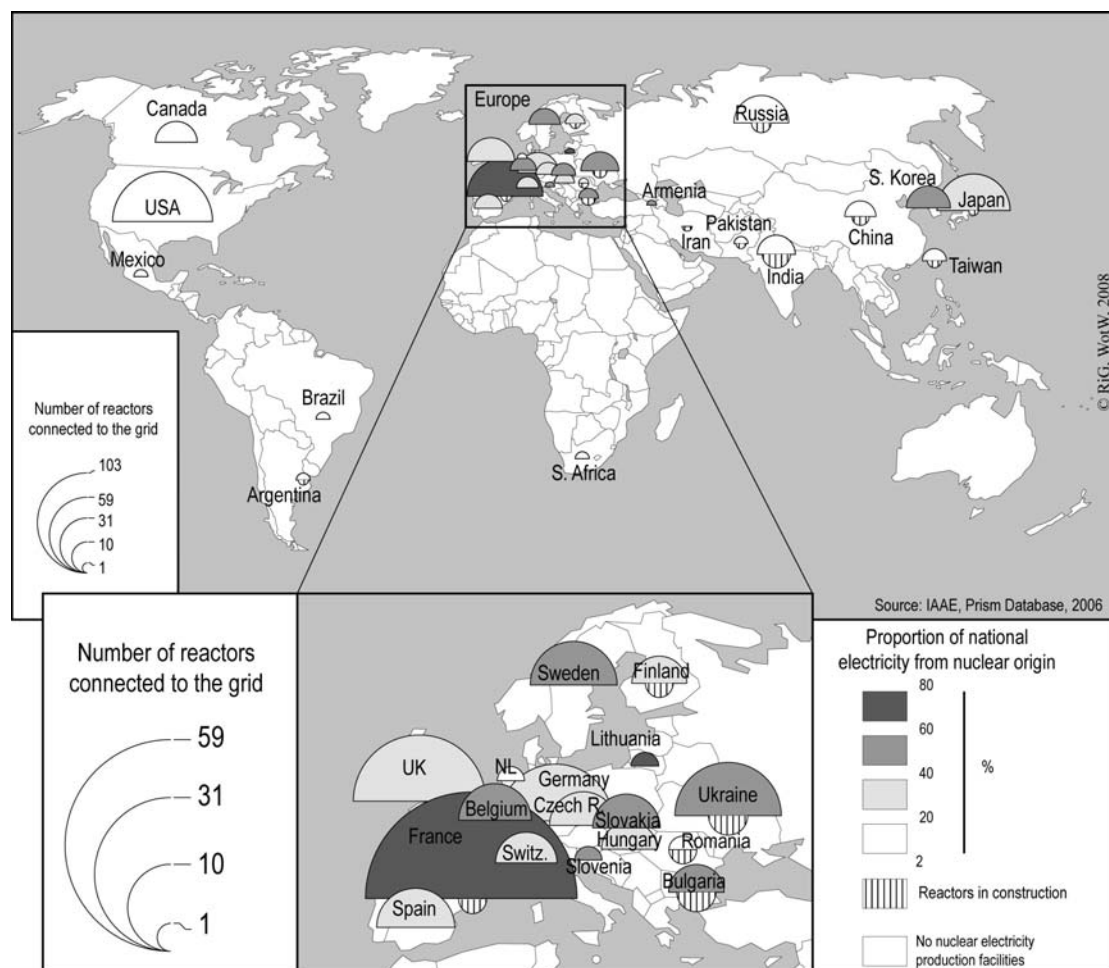 Canada
USA
Mexico
Brazil
Argentina
Europe
Russia
Armenia
S. Korea
Japan
Pakistan
Iran
China
India
Taiwan
S. Africa
© RiG, WotW, 2008
Number of reactors
connected to the grid
103
59
31
10
1
Source: IAAE, Prism Database, 2006
Number of reactors
connected to the grid
59
31
10
1
Sweden
Finland
Lithuania
UK
NL
Germany
Belgium
Czech R.
Ukraine
Slovakia
France
Hungary
Romania
Switz.
Slovenia
Bulgaria
Spain
Proportion of national
electricity from nuclear origin
80
60
40
20
2
%
Reactors in construction
No nuclear electricity
production facilities